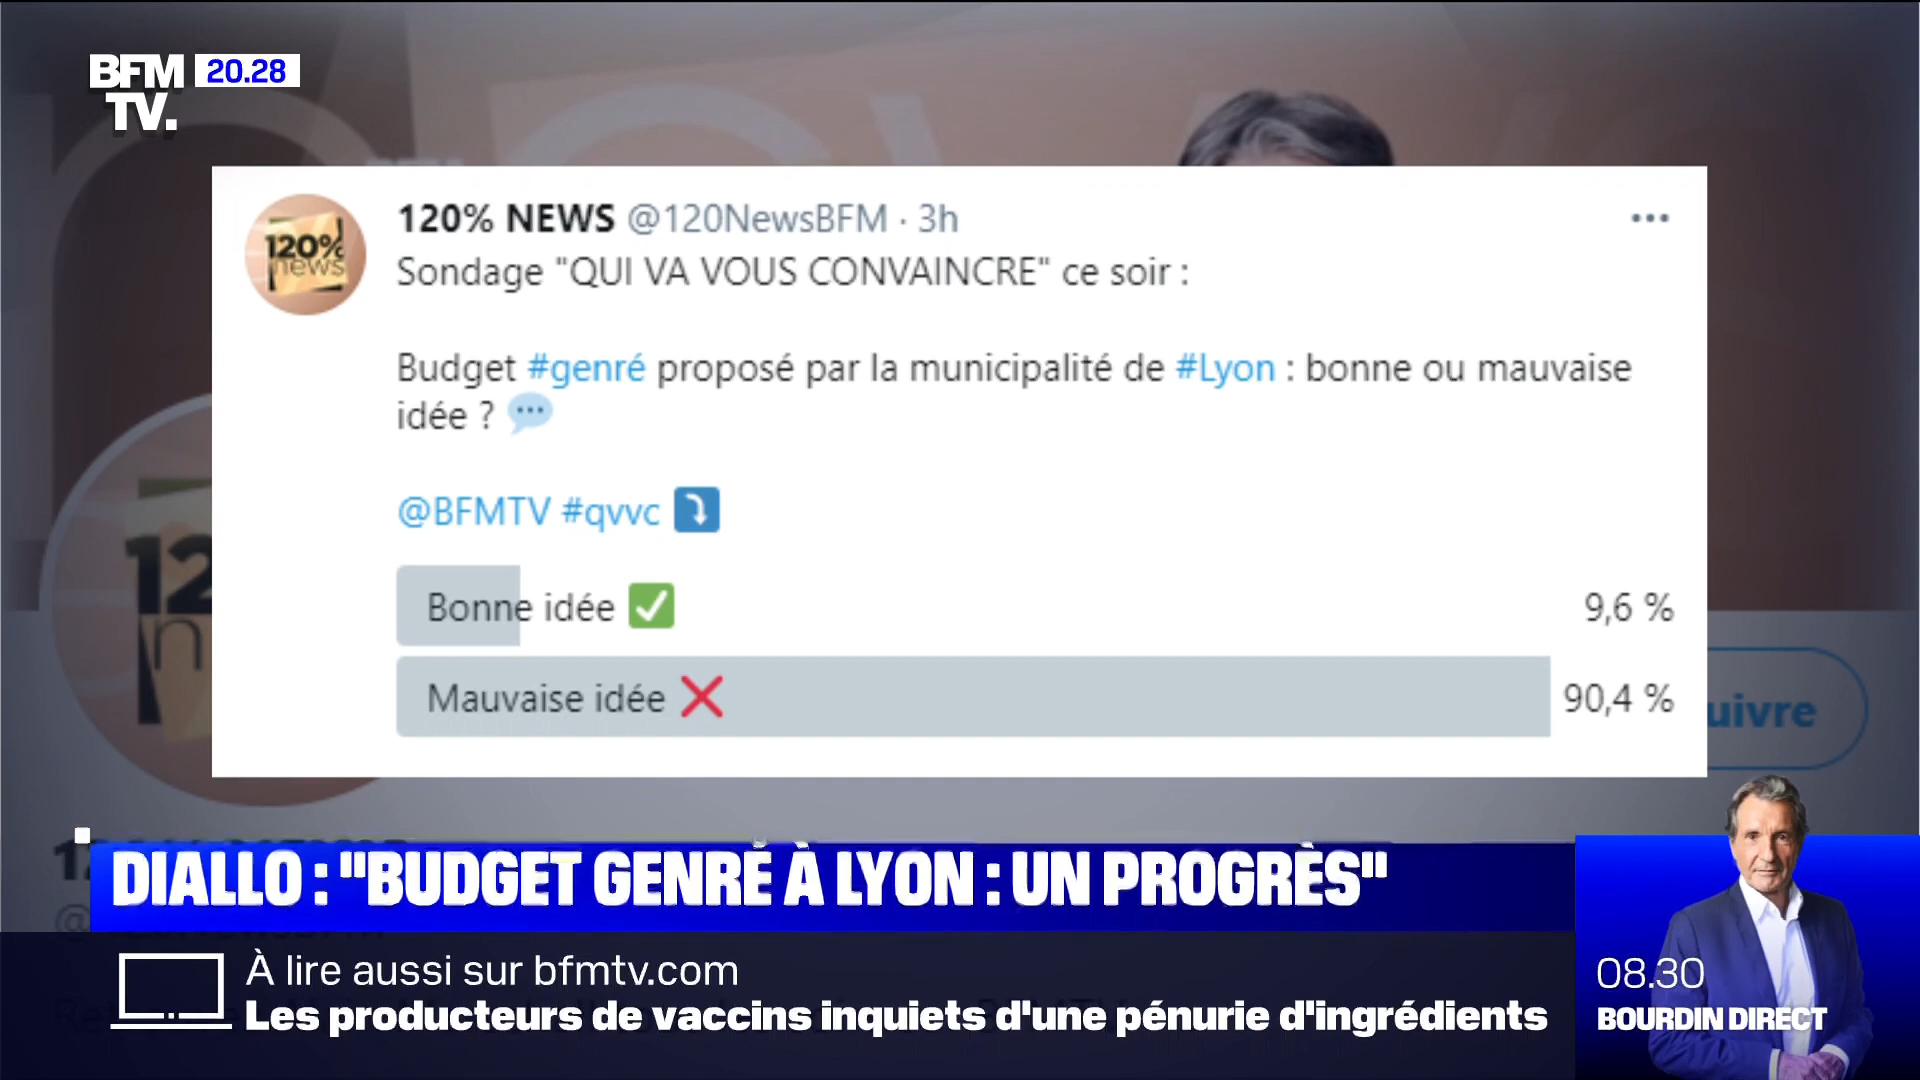 BFM
TV.
20.28
120%
news
120% NEWS @120NewsBFM · 3h
Sondage "QUI VA VOUS CONVAINCRE" ce soir :
Budget #genré proposé par la municipalité de #Lyon : bonne ou mauvaise
idée ?
@BFMTV #qvvc
Bonne idée
9,6 %
Mauvaise idée
90,4 %
uivre
DIALLO : "BUDGET GENRÉ À LYON : UN PROGRÈS"
À lire aussi sur bfmtv.com
Les producteurs de vaccins inquiets d'une pénurie d'ingrédients
08.30
BOURDIN DIRECT